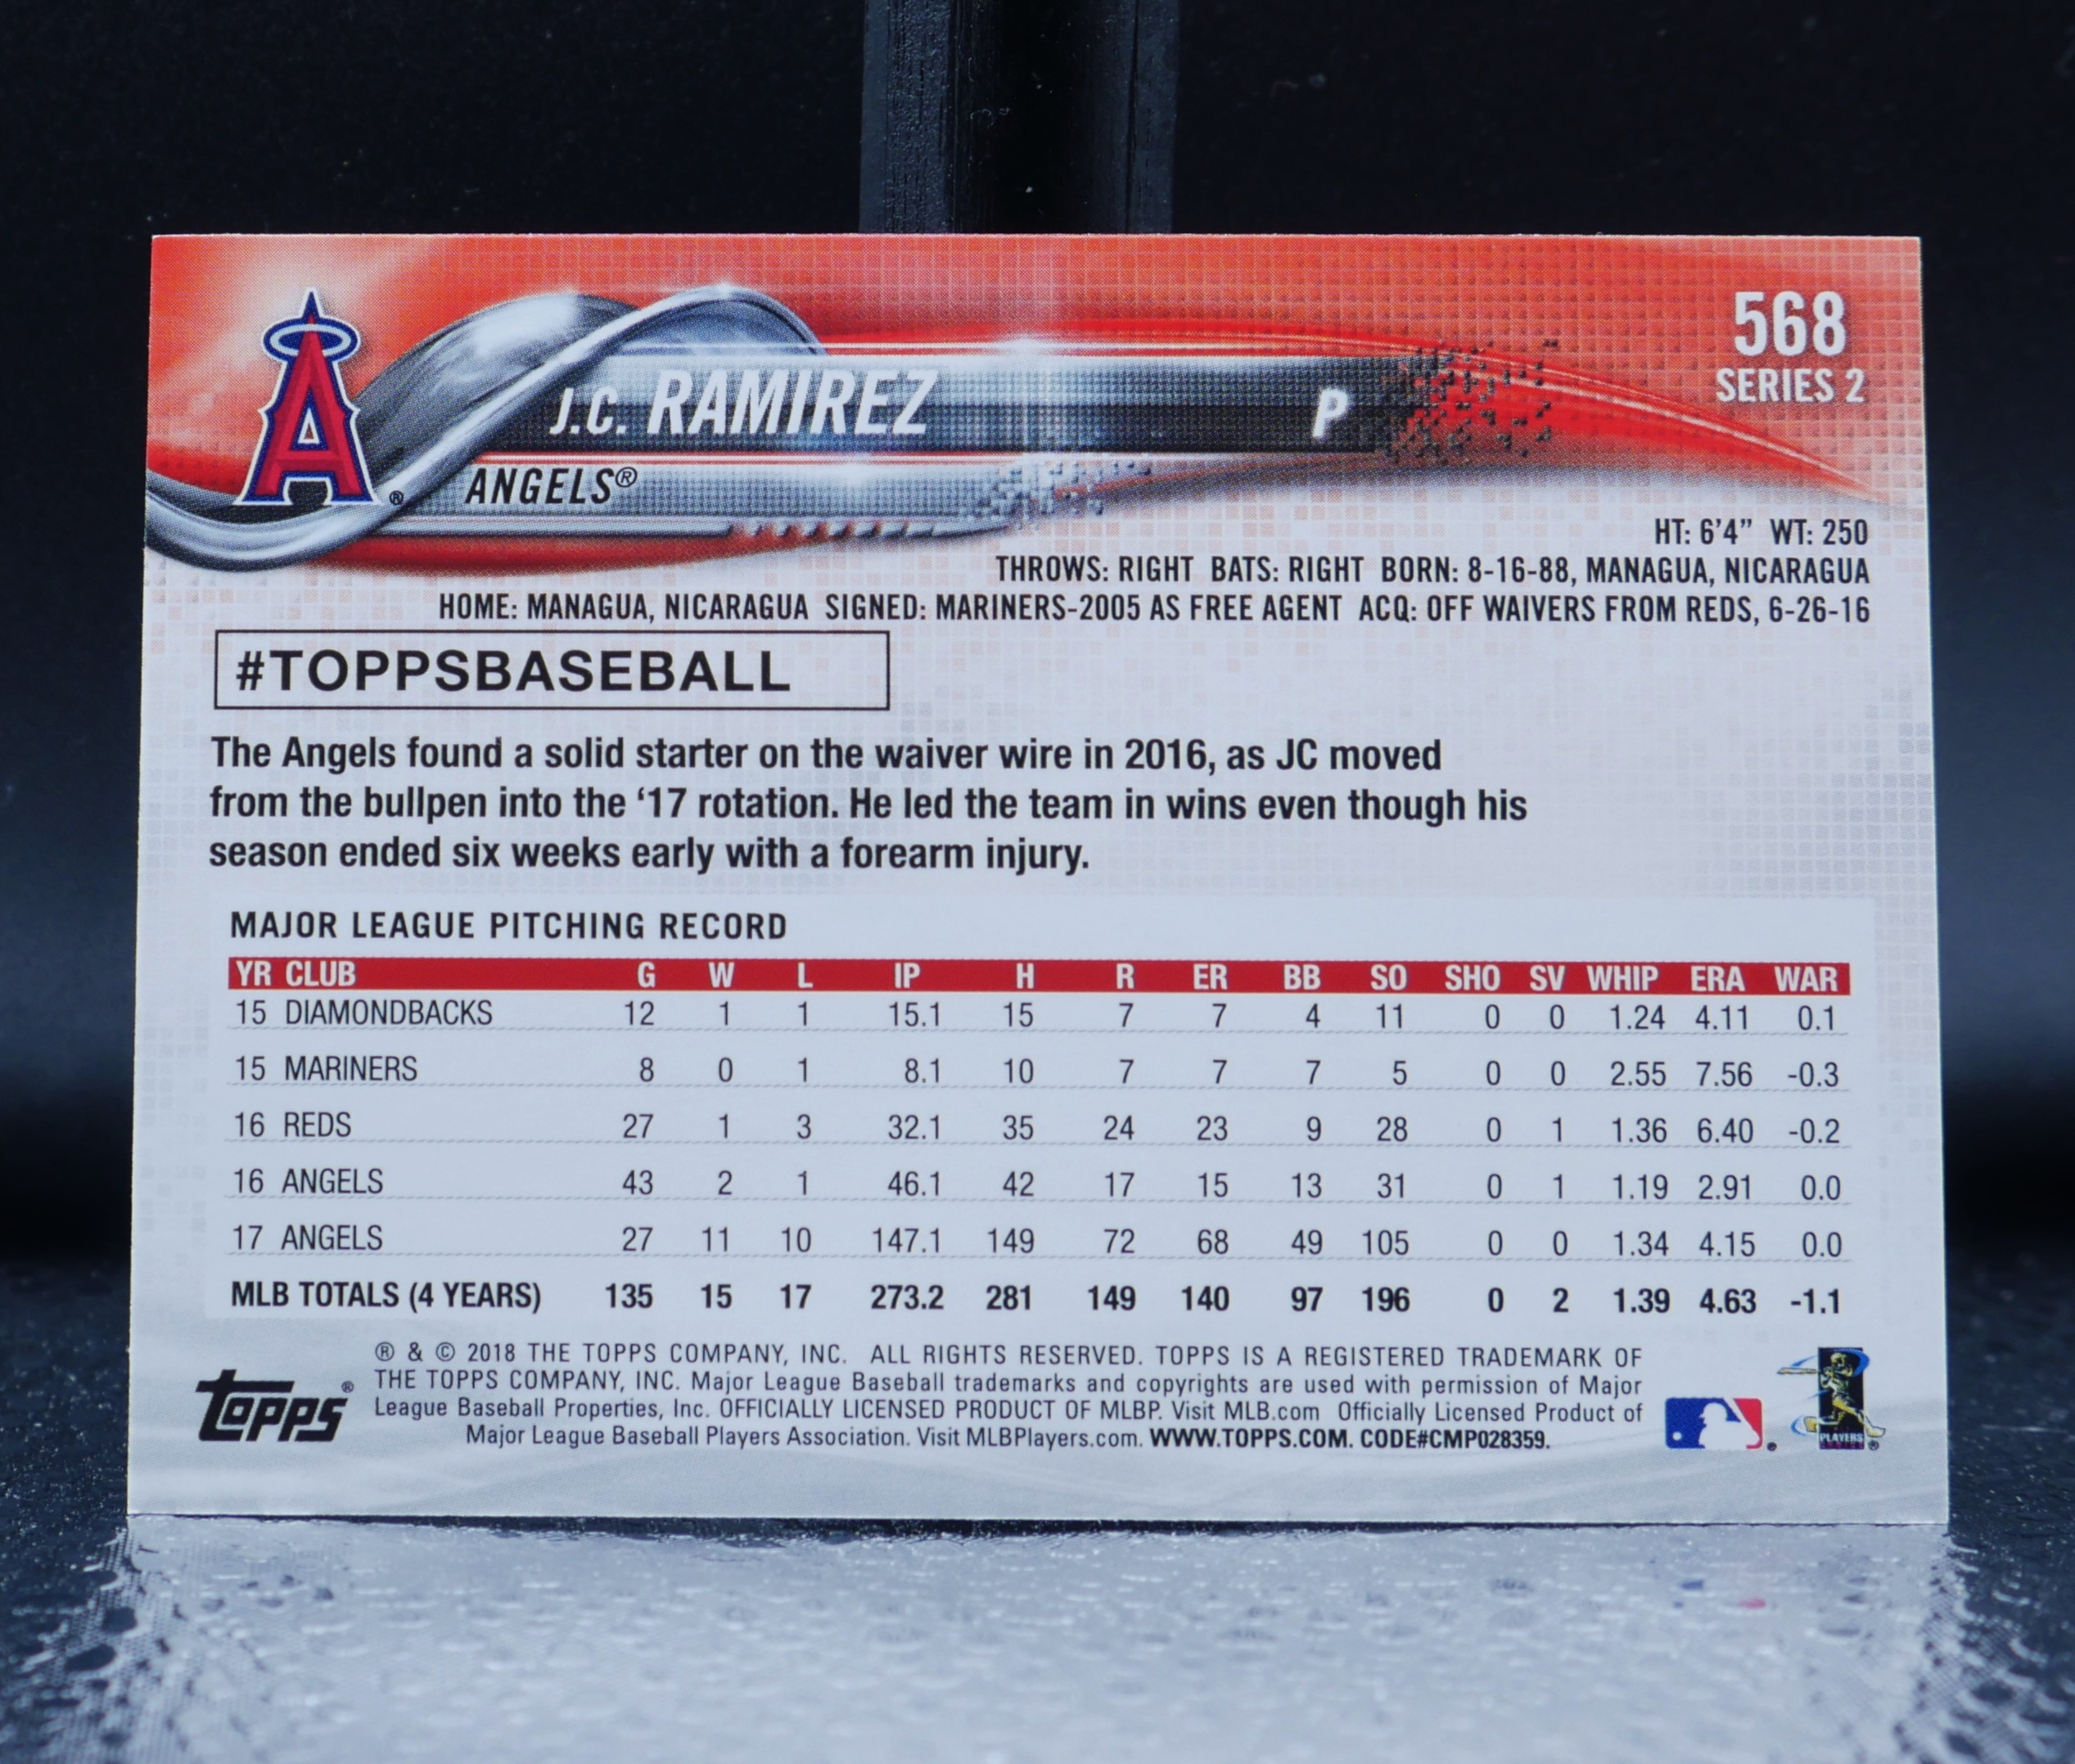 568
SERIES 2
J.C. RAMIREZ P
A ®
ANGELS®
HT: 6'4" WT: 250
THROWS: RIGHT BATS: RIGHT BORN: 8-16-88, MANAGUA, NICARAGUA
HOME: MANAGUA, NICARAGUA SIGNED: MARINERS-2005 AS FREE AGENT ACQ: OFF WAIVERS FROM REDS, 6-26-16
#TOPPSBASEBALL
The Angels found a solid starter on the waiver wire in 2016, as JC moved
from the bullpen into the ‘17 rotation. He led the team in wins even though his
season ended six weeks early with a forearm injury.
MAJOR LEAGUE PITCHING RECORD
YR CLUB G W L IP H R ER BB SO SHO SV WHIP ERA WAR
15 DIAMONDBACKS 12 1 1 15.1 15 7 7 4 11 0 0 1.24 4.11 0.1
15 MARINERS 8 0 1 8.1 10 7 7 7 5 0 0 2.55 7.56 -0.3
16 REDS 27 1 3 32.1 35 24 23 9 28 0 1 1.36 6.40 -0.2
16 ANGELS 43 2 1 46.1 42 17 15 13 31 0 1 1.19 2.91 0.0
17 ANGELS 27 11 10 147.1 149 72 68 49 105 0 0 1.34 4.15 0.0
MLB TOTALS (4 YEARS) 135 15 17 273.2 281 149 140 97 196 0 2 1.39 4.63 -1.1
® & © 2018 THE TOPPS COMPANY, INC. ALL RIGHTS RESERVED. TOPPS IS A REGISTERED TRADEMARK OF
THE TOPPS COMPANY, INC. Major League Baseball trademarks and copyrights are used with permission of Major
League Baseball Properties, Inc. OFFICIALLY LICENSED PRODUCT OF MLBP. Visit MLB.com Officially Licensed Product of
Major League Baseball Players Association. Visit MLBPlayers.com. WWW.TOPPS.COM. CODE#CMP028359.
topps®
PLAYERS